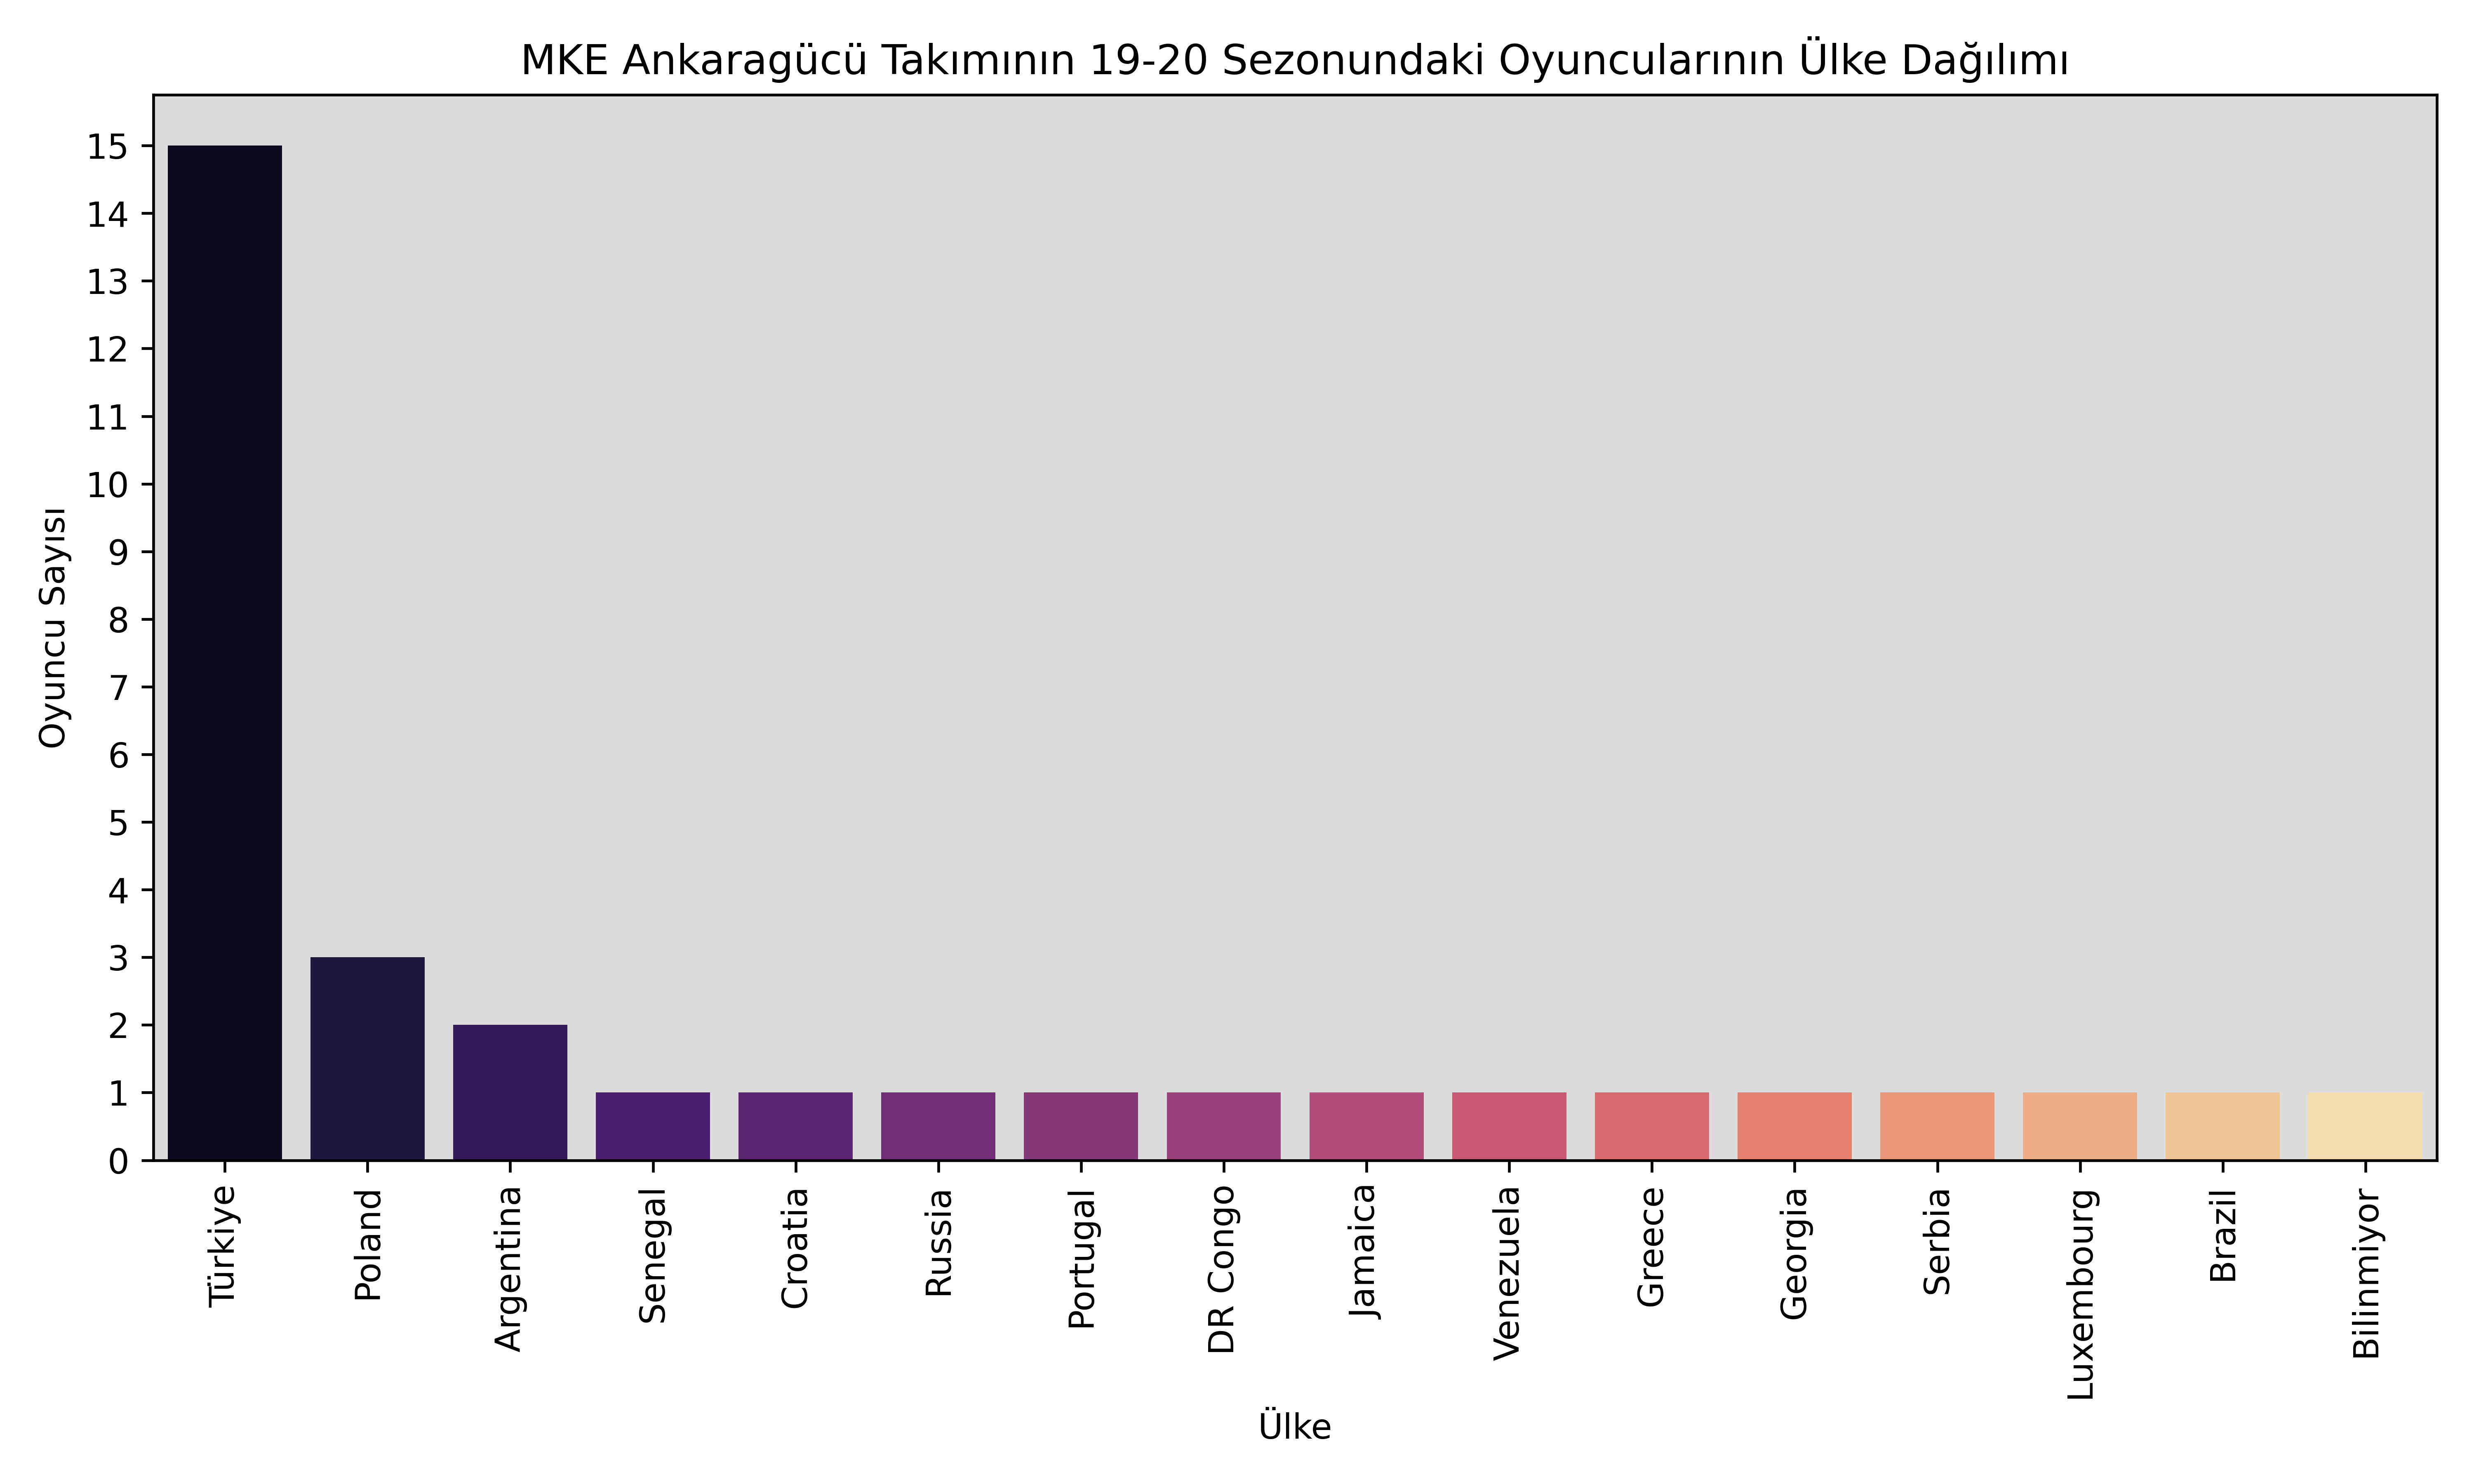 MKE Ankaragücü Takımının 19-20 Sezonundaki Oyuncularının Ülke Dağılımı
Oyuncu Sayısı
15
14
13
12
11
10
9
8
7
6
5
4
3
2
1
0
Türkiye
Poland
Argentina
Senegal
Croatia
Russia
Portugal
DR Congo
Jamaica
Venezuela
Greece
Georgia
Serbia
Luxembourg
Brazil
Bilinmiyor
Ülke